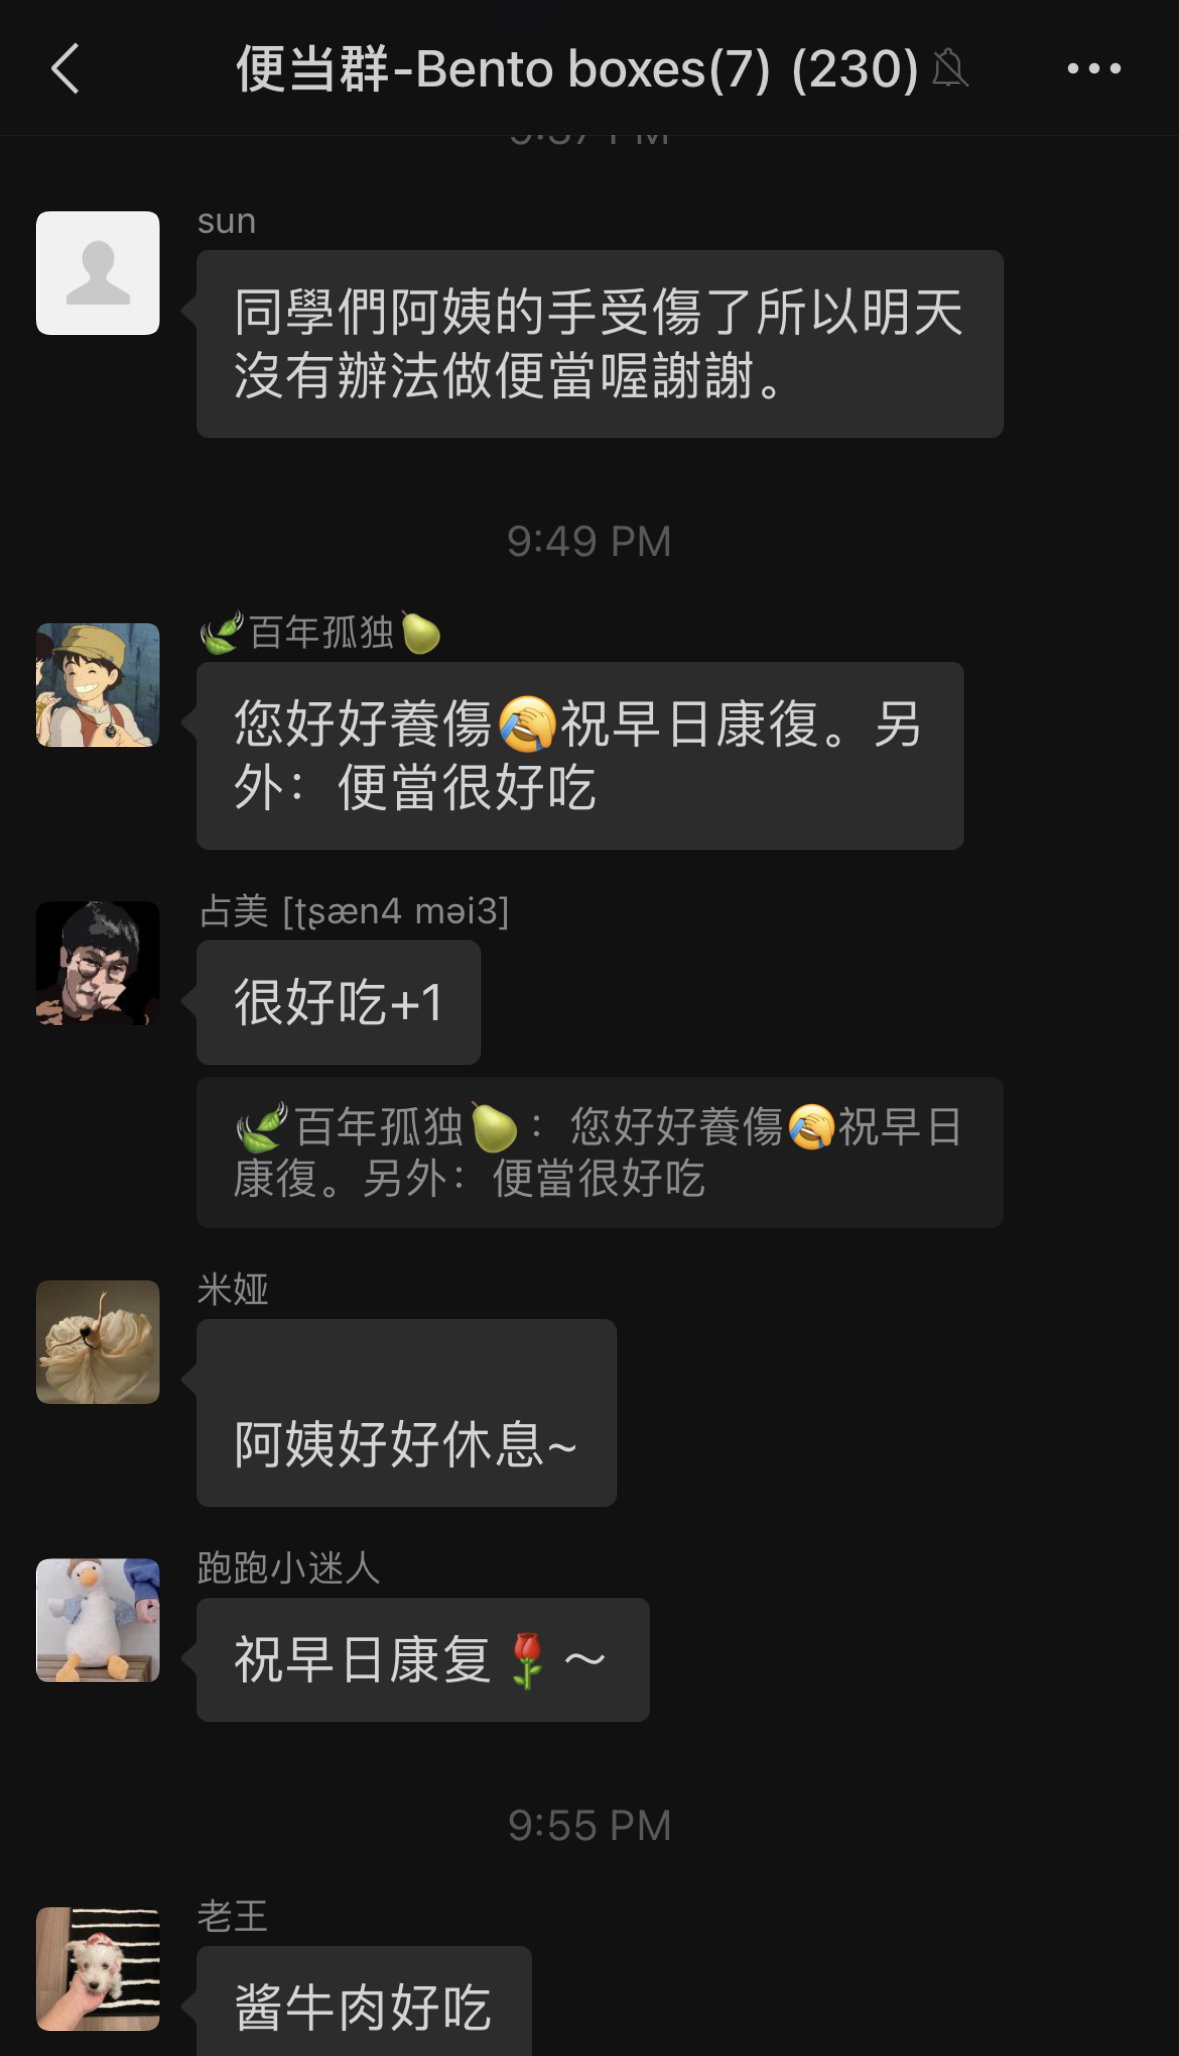 便当群-Bento boxes(7) (230)
9:37 PM
sun
同學們阿姨的手受傷了所以明天
沒有辦法做便當喔謝謝。
9:49 PM
🌿百年孤独🍐
您好好養傷🤣祝早日康復。另
外：便當很好吃
占美 [tʂæn4 məi3]
很好吃+1
🌿百年孤独🍐：您好好養傷🤣祝早日
康復。另外：便當很好吃
米娅
阿姨好好休息~
跑跑小迷人
祝早日康复🌹～
9:55 PM
老王
酱牛肉好吃